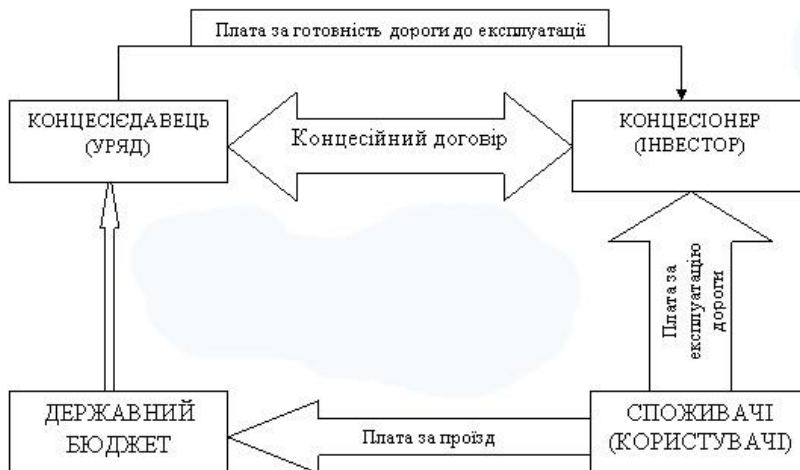 Плата за готовність дороги до експлуатації
КОНЦЕСІЄДАВЕЦЬ
(УРЯД)
Концесійний договір
КОНЦЕСІОНЕР
(ІНВЕСТОР)
Плата за
експлуатацію
дороги
ДЕРЖАВНИЙ
БЮДЖЕТ
Плата за проїзд
СПОЖИВАЧІ
(КОРИСТУВАЧІ)